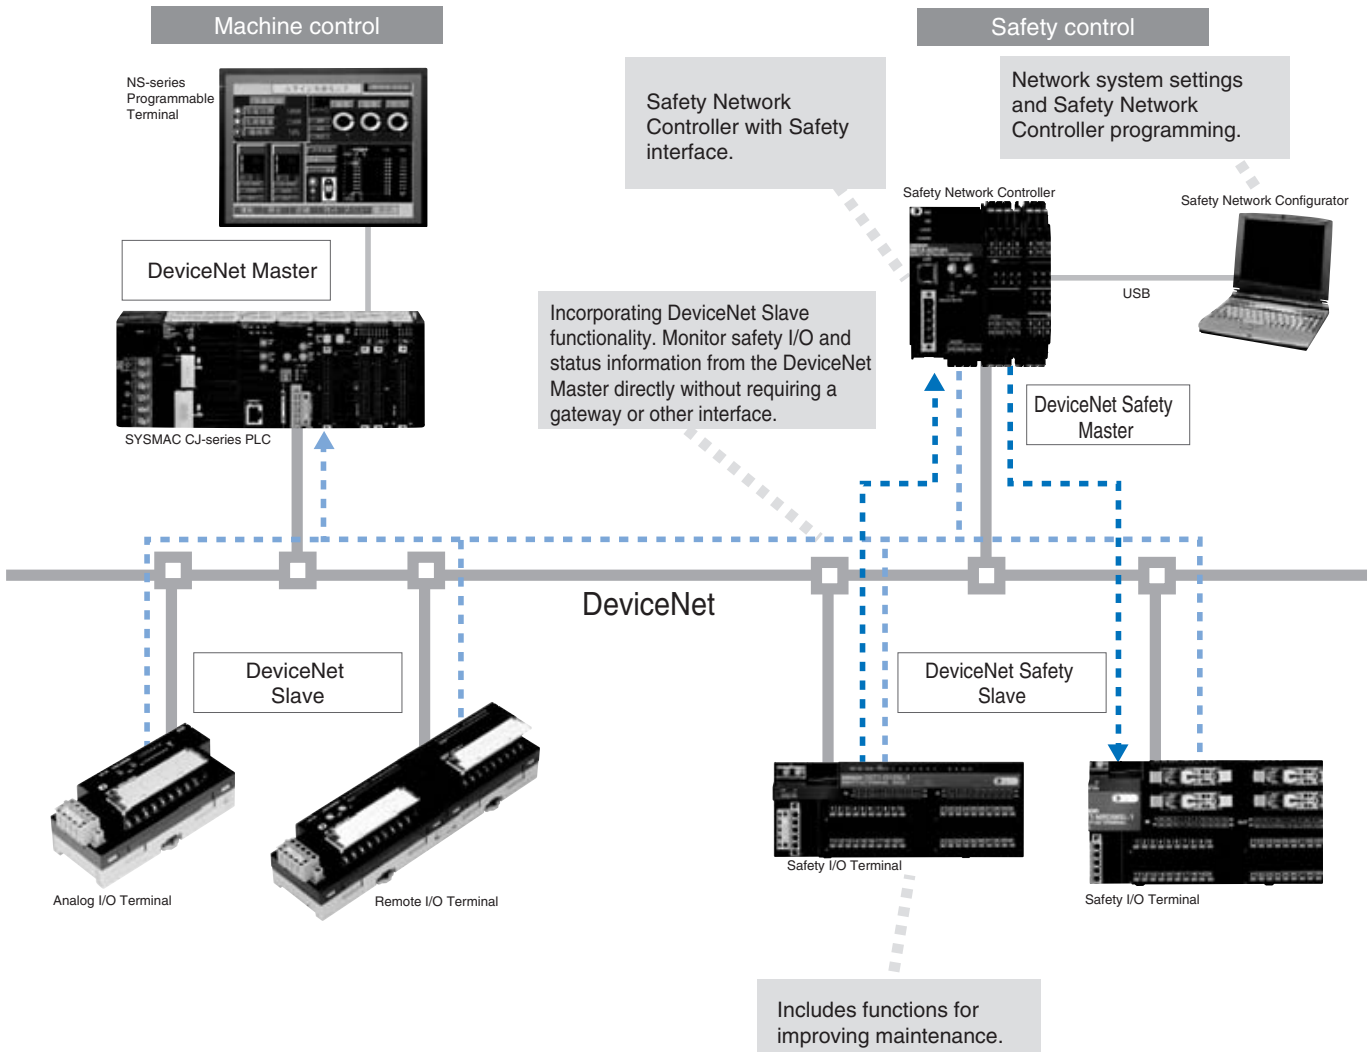 Machine control
Safety control
NS-series
Programmable
Terminal
Safety Network
Controller with Safety
interface.
Network system settings
and Safety Network
Controller programming.
Safety Network Controller
Safety Network Configurator
DeviceNet Master
USB
Incorporating DeviceNet Slave
functionality. Monitor safety I/O and
status information from the DeviceNet
Master directly without requiring a
gateway or other interface.
DeviceNet Safety
Master
SYSMAC CJ-series PLC
DeviceNet
DeviceNet
Slave
DeviceNet Safety
Slave
Safety I/O Terminal
Analog I/O Terminal
Remote I/O Terminal
Safety I/O Terminal
Includes functions for
improving maintenance.